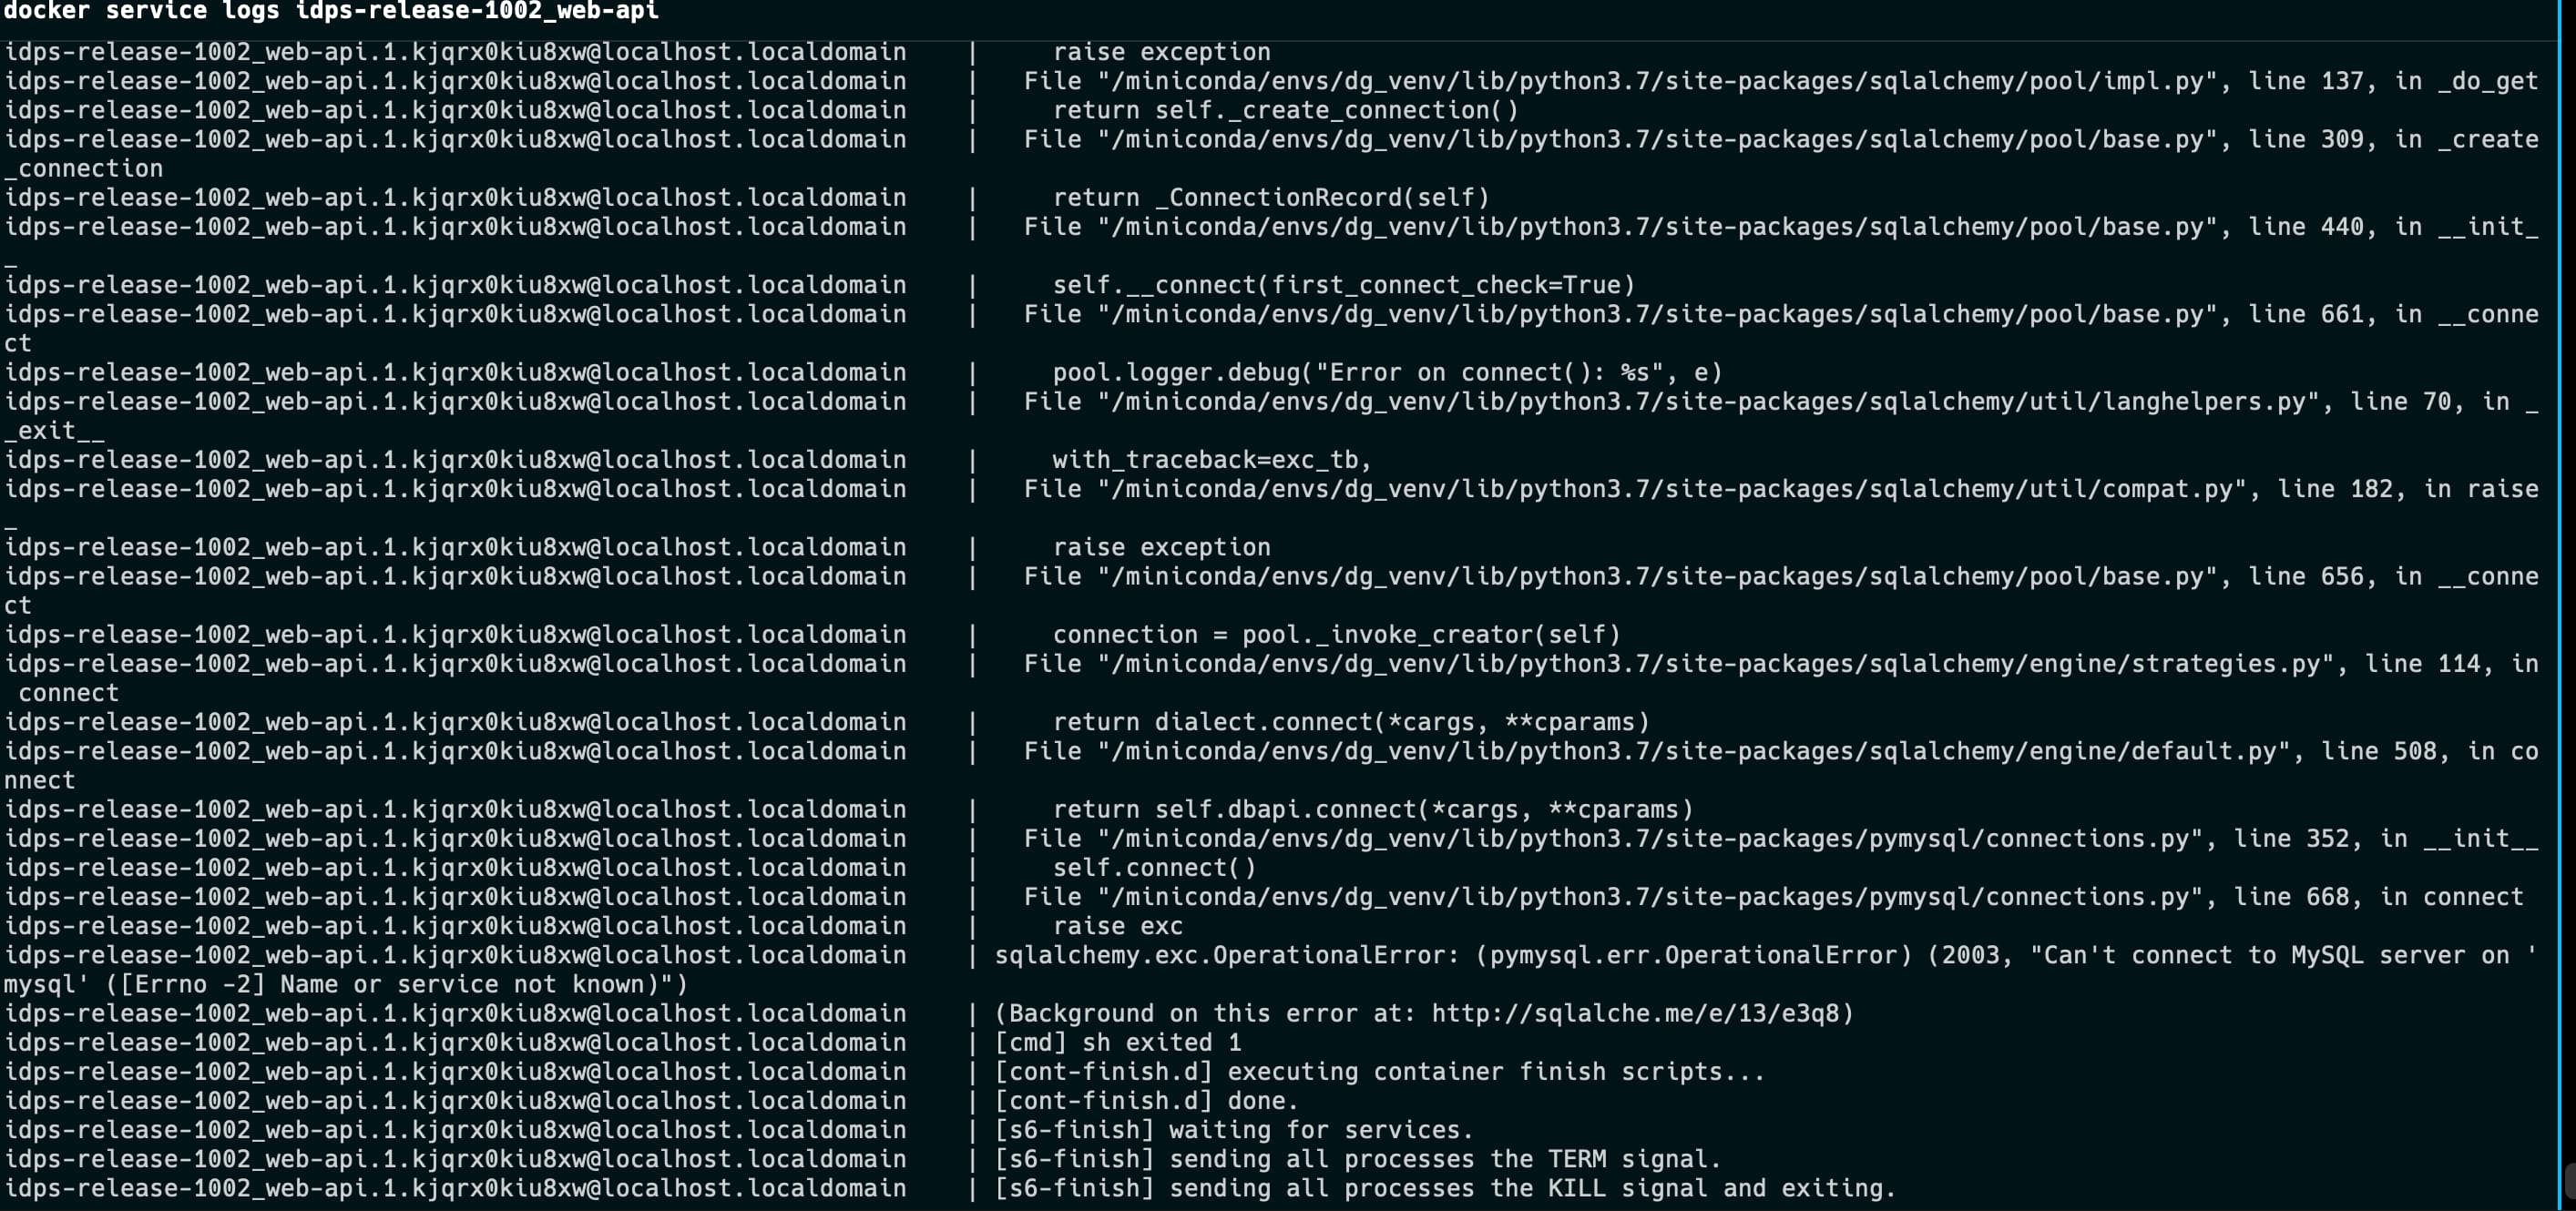 docker service logs idps-release-1002_web-api
idps-release-1002_web-api.1.kjqrx0kiu8xw@localhost.localdomain    |     raise exception
idps-release-1002_web-api.1.kjqrx0kiu8xw@localhost.localdomain    |   File "/miniconda/envs/dg_venv/lib/python3.7/site-packages/sqlalchemy/pool/impl.py", line 137, in _do_get
idps-release-1002_web-api.1.kjqrx0kiu8xw@localhost.localdomain    |     return self._create_connection()
idps-release-1002_web-api.1.kjqrx0kiu8xw@localhost.localdomain    |   File "/miniconda/envs/dg_venv/lib/python3.7/site-packages/sqlalchemy/pool/base.py", line 309, in _create
_connection
idps-release-1002_web-api.1.kjqrx0kiu8xw@localhost.localdomain    |     return _ConnectionRecord(self)
idps-release-1002_web-api.1.kjqrx0kiu8xw@localhost.localdomain    |   File "/miniconda/envs/dg_venv/lib/python3.7/site-packages/sqlalchemy/pool/base.py", line 440, in __init_
_
idps-release-1002_web-api.1.kjqrx0kiu8xw@localhost.localdomain    |     self.__connect(first_connect_check=True)
idps-release-1002_web-api.1.kjqrx0kiu8xw@localhost.localdomain    |   File "/miniconda/envs/dg_venv/lib/python3.7/site-packages/sqlalchemy/pool/base.py", line 661, in __conne
ct
idps-release-1002_web-api.1.kjqrx0kiu8xw@localhost.localdomain    |     pool.logger.debug("Error on connect(): %s", e)
idps-release-1002_web-api.1.kjqrx0kiu8xw@localhost.localdomain    |   File "/miniconda/envs/dg_venv/lib/python3.7/site-packages/sqlalchemy/util/langhelpers.py", line 70, in _
_exit__
idps-release-1002_web-api.1.kjqrx0kiu8xw@localhost.localdomain    |     with_traceback=exc_tb,
idps-release-1002_web-api.1.kjqrx0kiu8xw@localhost.localdomain    |   File "/miniconda/envs/dg_venv/lib/python3.7/site-packages/sqlalchemy/util/compat.py", line 182, in raise
_
idps-release-1002_web-api.1.kjqrx0kiu8xw@localhost.localdomain    |     raise exception
idps-release-1002_web-api.1.kjqrx0kiu8xw@localhost.localdomain    |   File "/miniconda/envs/dg_venv/lib/python3.7/site-packages/sqlalchemy/pool/base.py", line 656, in __conne
ct
idps-release-1002_web-api.1.kjqrx0kiu8xw@localhost.localdomain    |     connection = pool._invoke_creator(self)
idps-release-1002_web-api.1.kjqrx0kiu8xw@localhost.localdomain    |   File "/miniconda/envs/dg_venv/lib/python3.7/site-packages/sqlalchemy/engine/strategies.py", line 114, in
 connect
idps-release-1002_web-api.1.kjqrx0kiu8xw@localhost.localdomain    |     return dialect.connect(*cargs, **cparams)
idps-release-1002_web-api.1.kjqrx0kiu8xw@localhost.localdomain    |   File "/miniconda/envs/dg_venv/lib/python3.7/site-packages/sqlalchemy/engine/default.py", line 508, in co
nnect
idps-release-1002_web-api.1.kjqrx0kiu8xw@localhost.localdomain    |     return self.dbapi.connect(*cargs, **cparams)
idps-release-1002_web-api.1.kjqrx0kiu8xw@localhost.localdomain    |   File "/miniconda/envs/dg_venv/lib/python3.7/site-packages/pymysql/connections.py", line 352, in __init__
idps-release-1002_web-api.1.kjqrx0kiu8xw@localhost.localdomain    |     self.connect()
idps-release-1002_web-api.1.kjqrx0kiu8xw@localhost.localdomain    |   File "/miniconda/envs/dg_venv/lib/python3.7/site-packages/pymysql/connections.py", line 668, in connect
idps-release-1002_web-api.1.kjqrx0kiu8xw@localhost.localdomain    |     raise exc
idps-release-1002_web-api.1.kjqrx0kiu8xw@localhost.localdomain    | sqlalchemy.exc.OperationalError: (pymysql.err.OperationalError) (2003, "Can't connect to MySQL server on '
mysql' ([Errno -2] Name or service not known)")
idps-release-1002_web-api.1.kjqrx0kiu8xw@localhost.localdomain    | (Background on this error at: http://sqlalche.me/e/13/e3q8)
idps-release-1002_web-api.1.kjqrx0kiu8xw@localhost.localdomain    | [cmd] sh exited 1
idps-release-1002_web-api.1.kjqrx0kiu8xw@localhost.localdomain    | [cont-finish.d] executing container finish scripts...
idps-release-1002_web-api.1.kjqrx0kiu8xw@localhost.localdomain    | [cont-finish.d] done.
idps-release-1002_web-api.1.kjqrx0kiu8xw@localhost.localdomain    | [s6-finish] waiting for services.
idps-release-1002_web-api.1.kjqrx0kiu8xw@localhost.localdomain    | [s6-finish] sending all processes the TERM signal.
idps-release-1002_web-api.1.kjqrx0kiu8xw@localhost.localdomain    | [s6-finish] sending all processes the KILL signal and exiting.